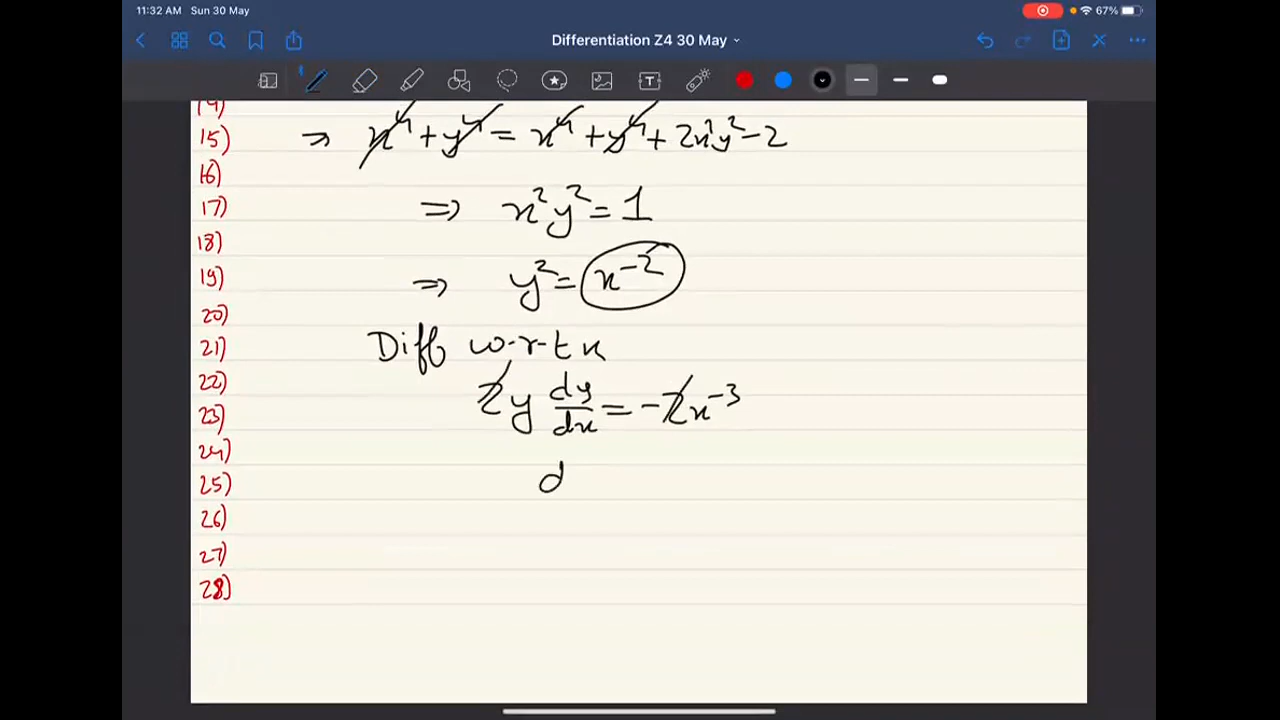 11:32 AM Sun 30 May
67%
Differentiation Z4 30 May
14)
15) ⇒ x⁴ + y⁴ = x⁴ + y⁴ + 2x²y² - 2
16)
17) ⇒ x²y² = 1
18)
19) ⇒ y² = x⁻²
20)
21) Diff w.r.t x
22)
23) 2y dy/dx = -2x⁻³
24)
25) d
26)
27)
28)